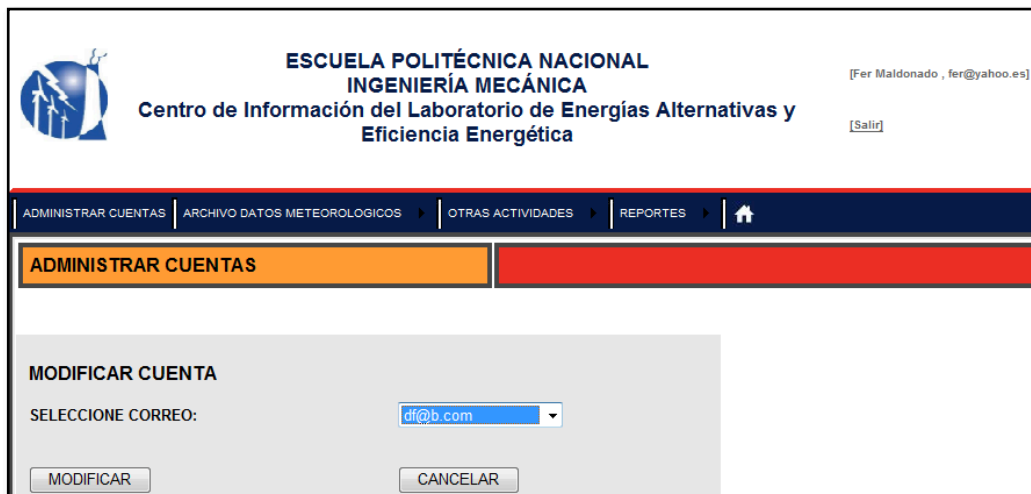 ESCUELA POLITÉCNICA NACIONAL
INGENIERÍA MECÁNICA
Centro de Información del Laboratorio de Energías Alternativas y
Eficiencia Energética
[Fer Maldonado , fer@yahoo.es]
[Salir]
ADMINISTRAR CUENTAS ARCHIVO DATOS METEOROLOGICOS OTRAS ACTIVIDADES REPORTES
ADMINISTRAR CUENTAS
MODIFICAR CUENTA
SELECCIONE CORREO: df@b.com
MODIFICAR CANCELAR